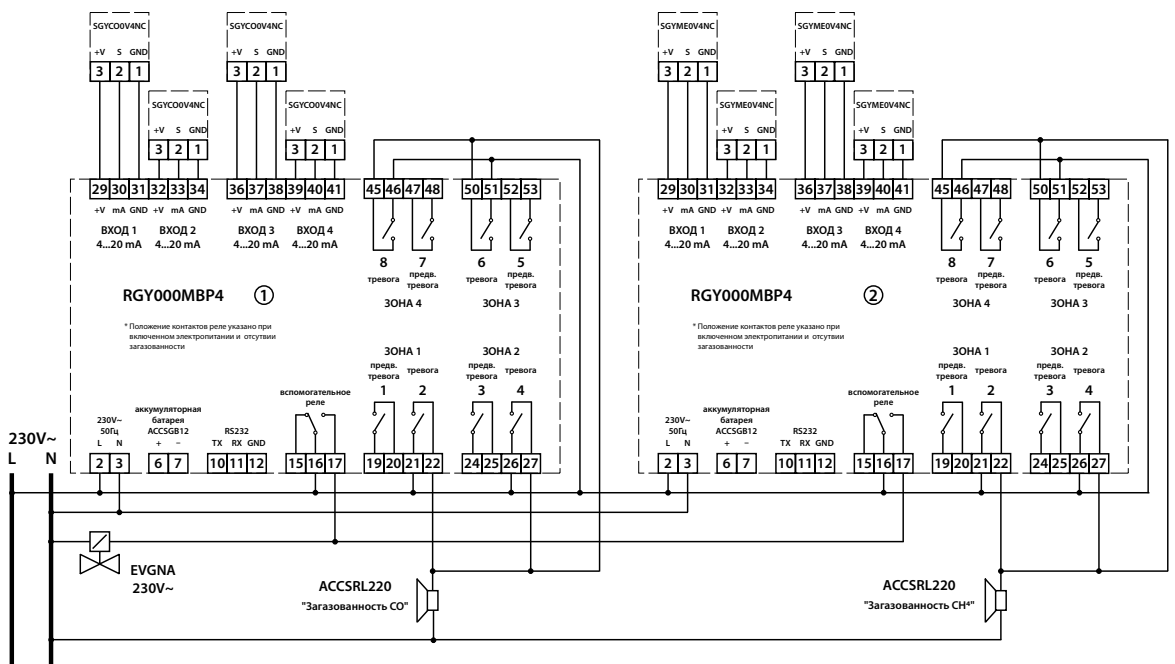 SGYCO0V4NC SGYCO0V4NC SGYME0V4NC SGYME0V4NC
+V S GND +V S GND +V S GND +V S GND
3 2 1 3 2 1 3 2 1 3 2 1
SGYCO0V4NC SGYCO0V4NC SGYME0V4NC SGYME0V4NC
+V S GND +V S GND +V S GND +V S GND
3 2 1 3 2 1 3 2 1 3 2 1
29 30 31 32 33 34 36 37 38 39 40 41 45 46 47 48 50 51 52 53
+V mA GND +V mA GND +V mA GND +V mA GND
ВХОД 1 ВХОД 2 ВХОД 3 ВХОД 4
4...20 mA 4...20 mA 4...20 mA 4...20 mA
8 7 6 5
тревога предв. тревога тревога предв. тревога
ЗОНА 4 ЗОНА 3
RGY000MBP4 1
* Положение контактов реле указано при
включенном электропитании и отсутвии
загазованности
ЗОНА 1 ЗОНА 2
предв. тревога тревога предв. тревога тревога
1 2 3 4
вспомогательное
реле
аккумуляторная
батарея
ACCSGB12
+ –
230V~
50Гц
L N
RS232
TX RX GND
2 3 6 7 10 11 12 15 16 17 19 20 21 22 24 25 26 27
29 30 31 32 33 34 36 37 38 39 40 41 45 46 47 48 50 51 52 53
+V mA GND +V mA GND +V mA GND +V mA GND
ВХОД 1 ВХОД 2 ВХОД 3 ВХОД 4
4...20 mA 4...20 mA 4...20 mA 4...20 mA
8 7 6 5
тревога предв. тревога тревога предв. тревога
ЗОНА 4 ЗОНА 3
RGY000MBP4 2
* Положение контактов реле указано при
включенном электропитании и отсутвии
загазованности
ЗОНА 1 ЗОНА 2
предв. тревога тревога предв. тревога тревога
1 2 3 4
вспомогательное
реле
аккумуляторная
батарея
ACCSGB12
+ –
230V~
50Гц
L N
RS232
TX RX GND
2 3 6 7 10 11 12 15 16 17 19 20 21 22 24 25 26 27
230V~
L N
EVGNA
230V~
ACCSRL220
"Загазованность CO"
ACCSRL220
"Загазованность CH⁴"